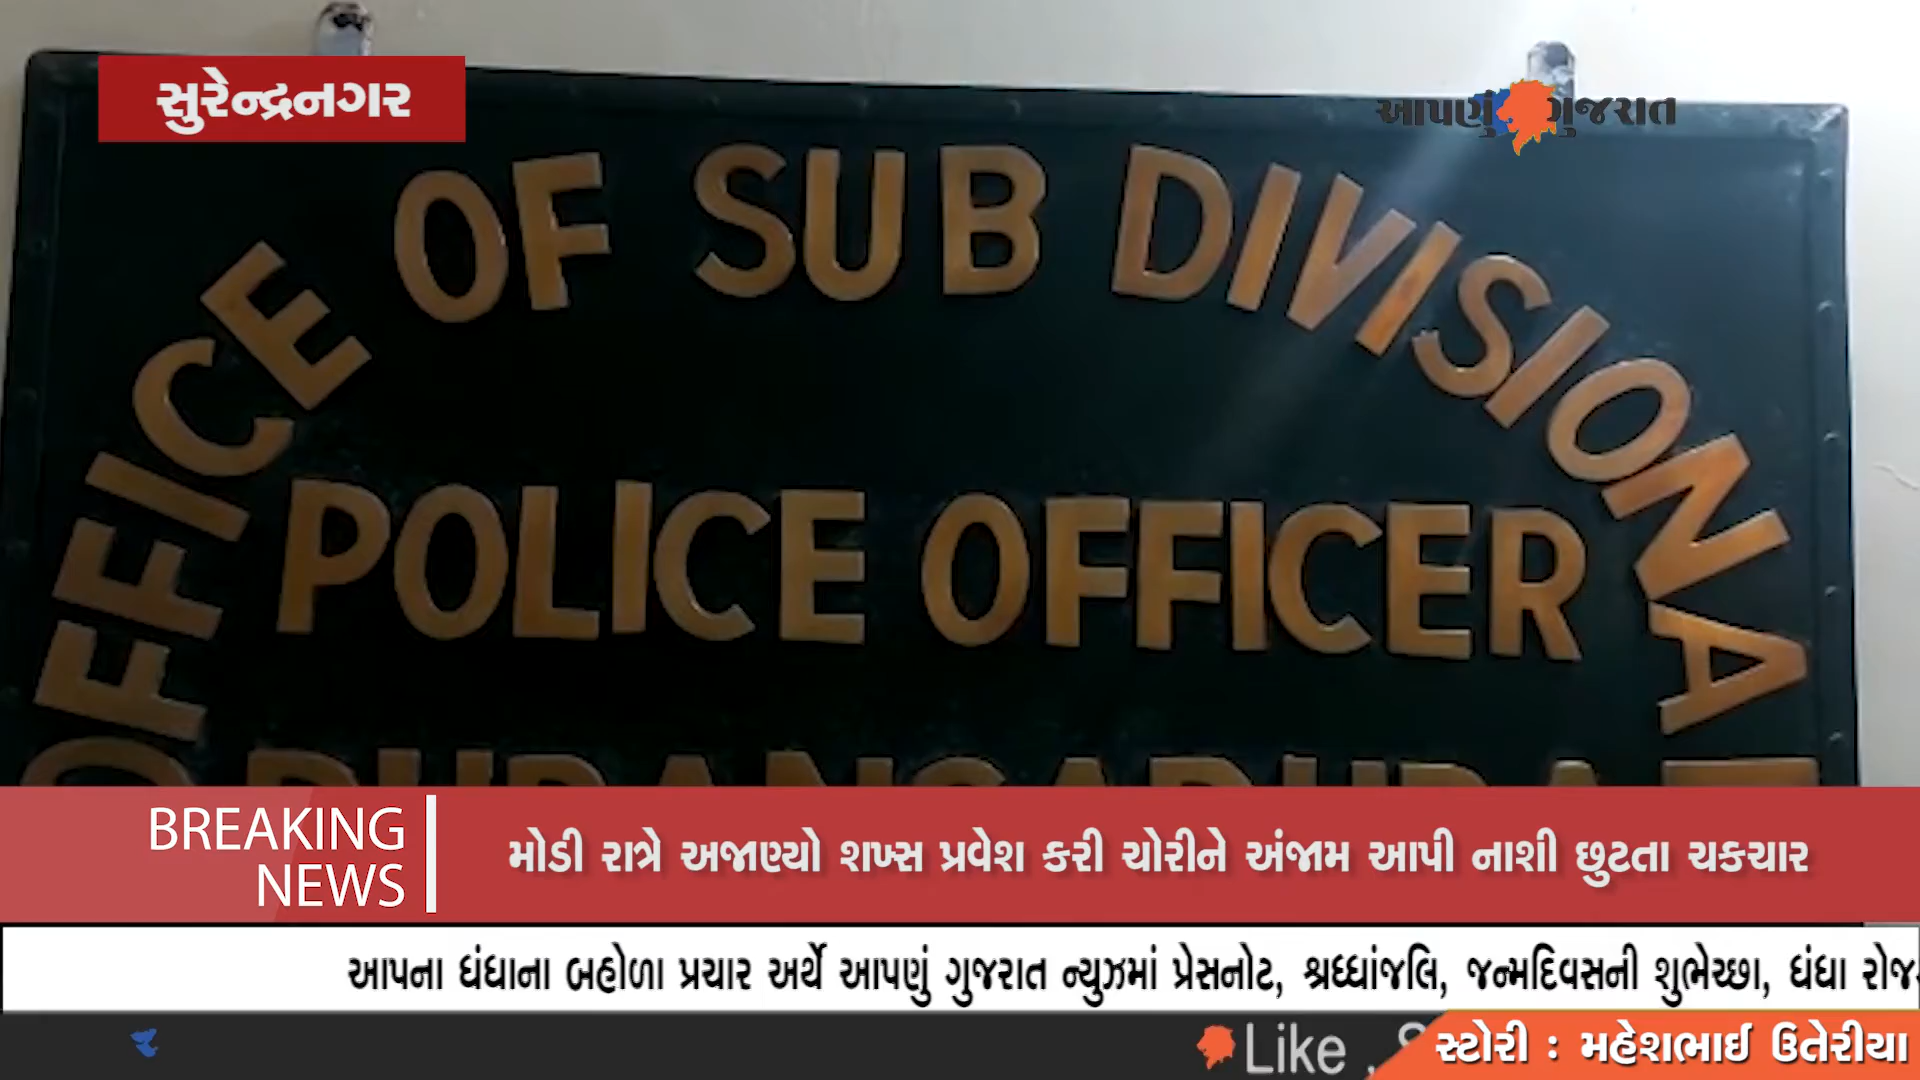 સુરેન્દ્રનગર
આપણું ગુજરાત
OFFICE OF SUB DIVISIONAL
POLICE OFFICER
BREAKING
NEWS
મોડી રાત્રે અજાણ્યો શખ્સ પ્રવેશ કરી ચોરીને અંજામ આપી નાશી છુટતા ચકચાર
આપના ધંધાના બહોળા પ્રચાર અર્થે આપણું ગુજરાત ન્યુઝમાં પ્રેસનોટ, શ્રધ્ધાંજલિ, જન્મદિવસની શુભેચ્છા, ધંધા
Like ,
સ્ટોરી : મહેશભાઈ ઉતેરીયા